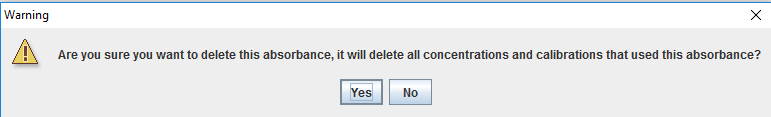 Warning
Are you sure you want to delete this absorbance, it will delete all concentrations and calibrations that used this absorbance?
Yes No